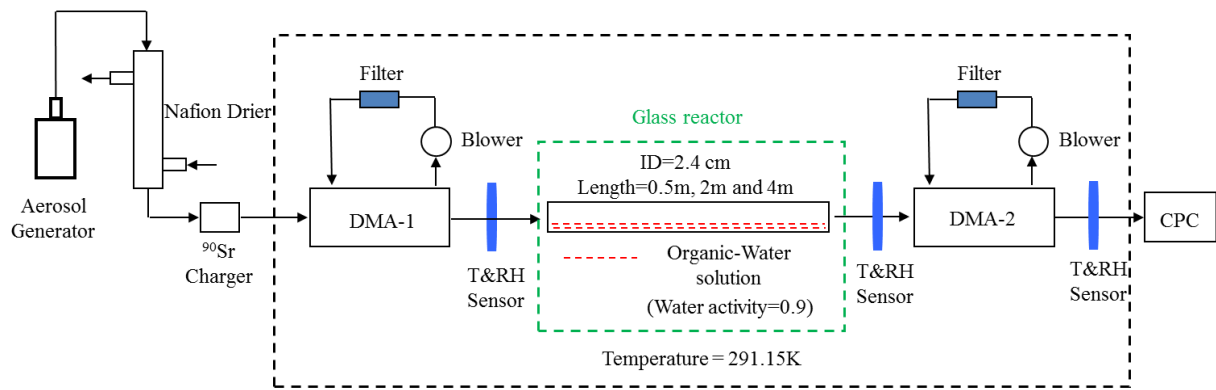 Aerosol
Generator
Nafion Drier
⁹⁰Sr
Charger
Filter
Blower
DMA-1
T&RH
Sensor
Glass reactor
ID=2.4 cm
Length=0.5m, 2m and 4m
Organic-Water
solution
(Water activity=0.9)
T&RH
Sensor
Filter
Blower
DMA-2
T&RH
Sensor
CPC
Temperature = 291.15K